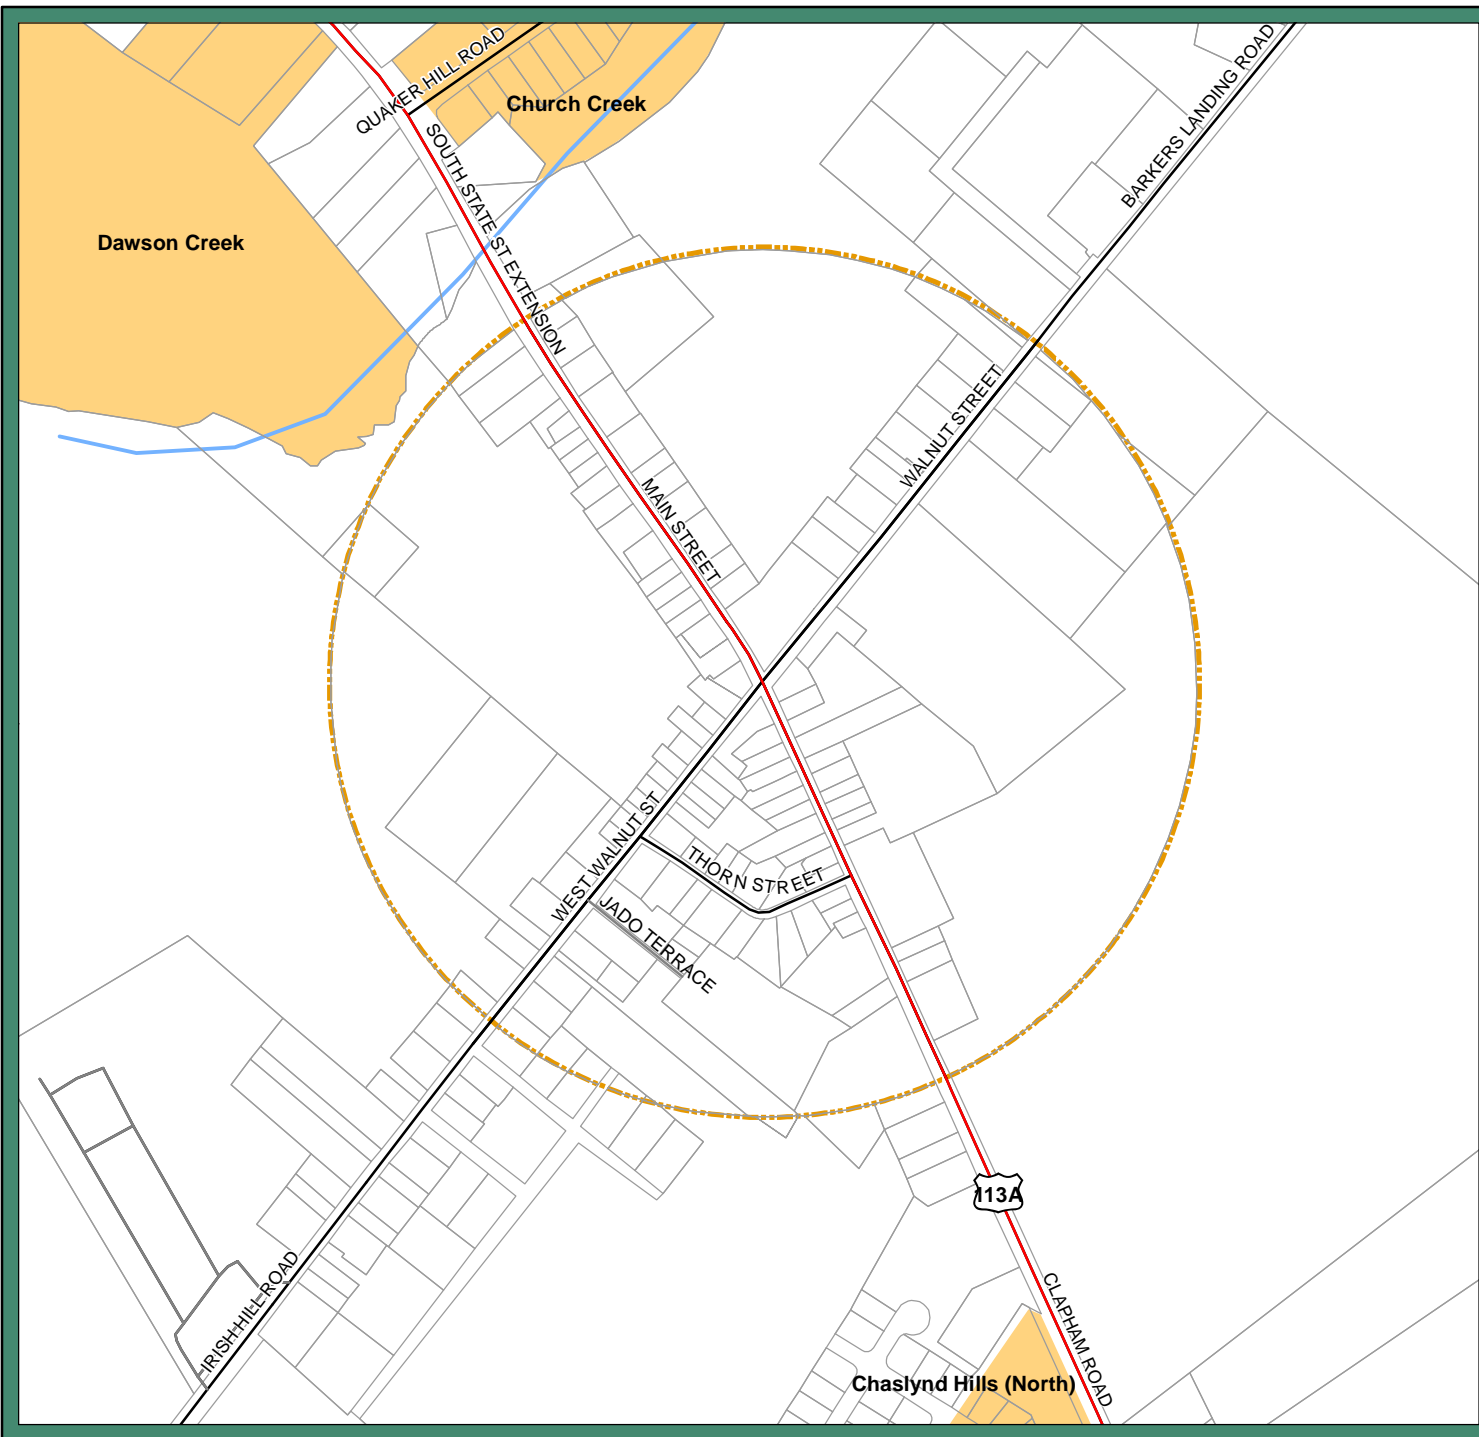 QUAKER HILL ROAD
Church Creek
BARKERS LANDING ROAD
SOUTH STATE ST EXTENSION
Dawson Creek
WALNUT STREET
MAIN STREET
WEST WALNUT ST
THORN STREET
JADO TERRACE
113A
IRISH HILL ROAD
CLAPHAM ROAD
Chaslynd Hills (North)